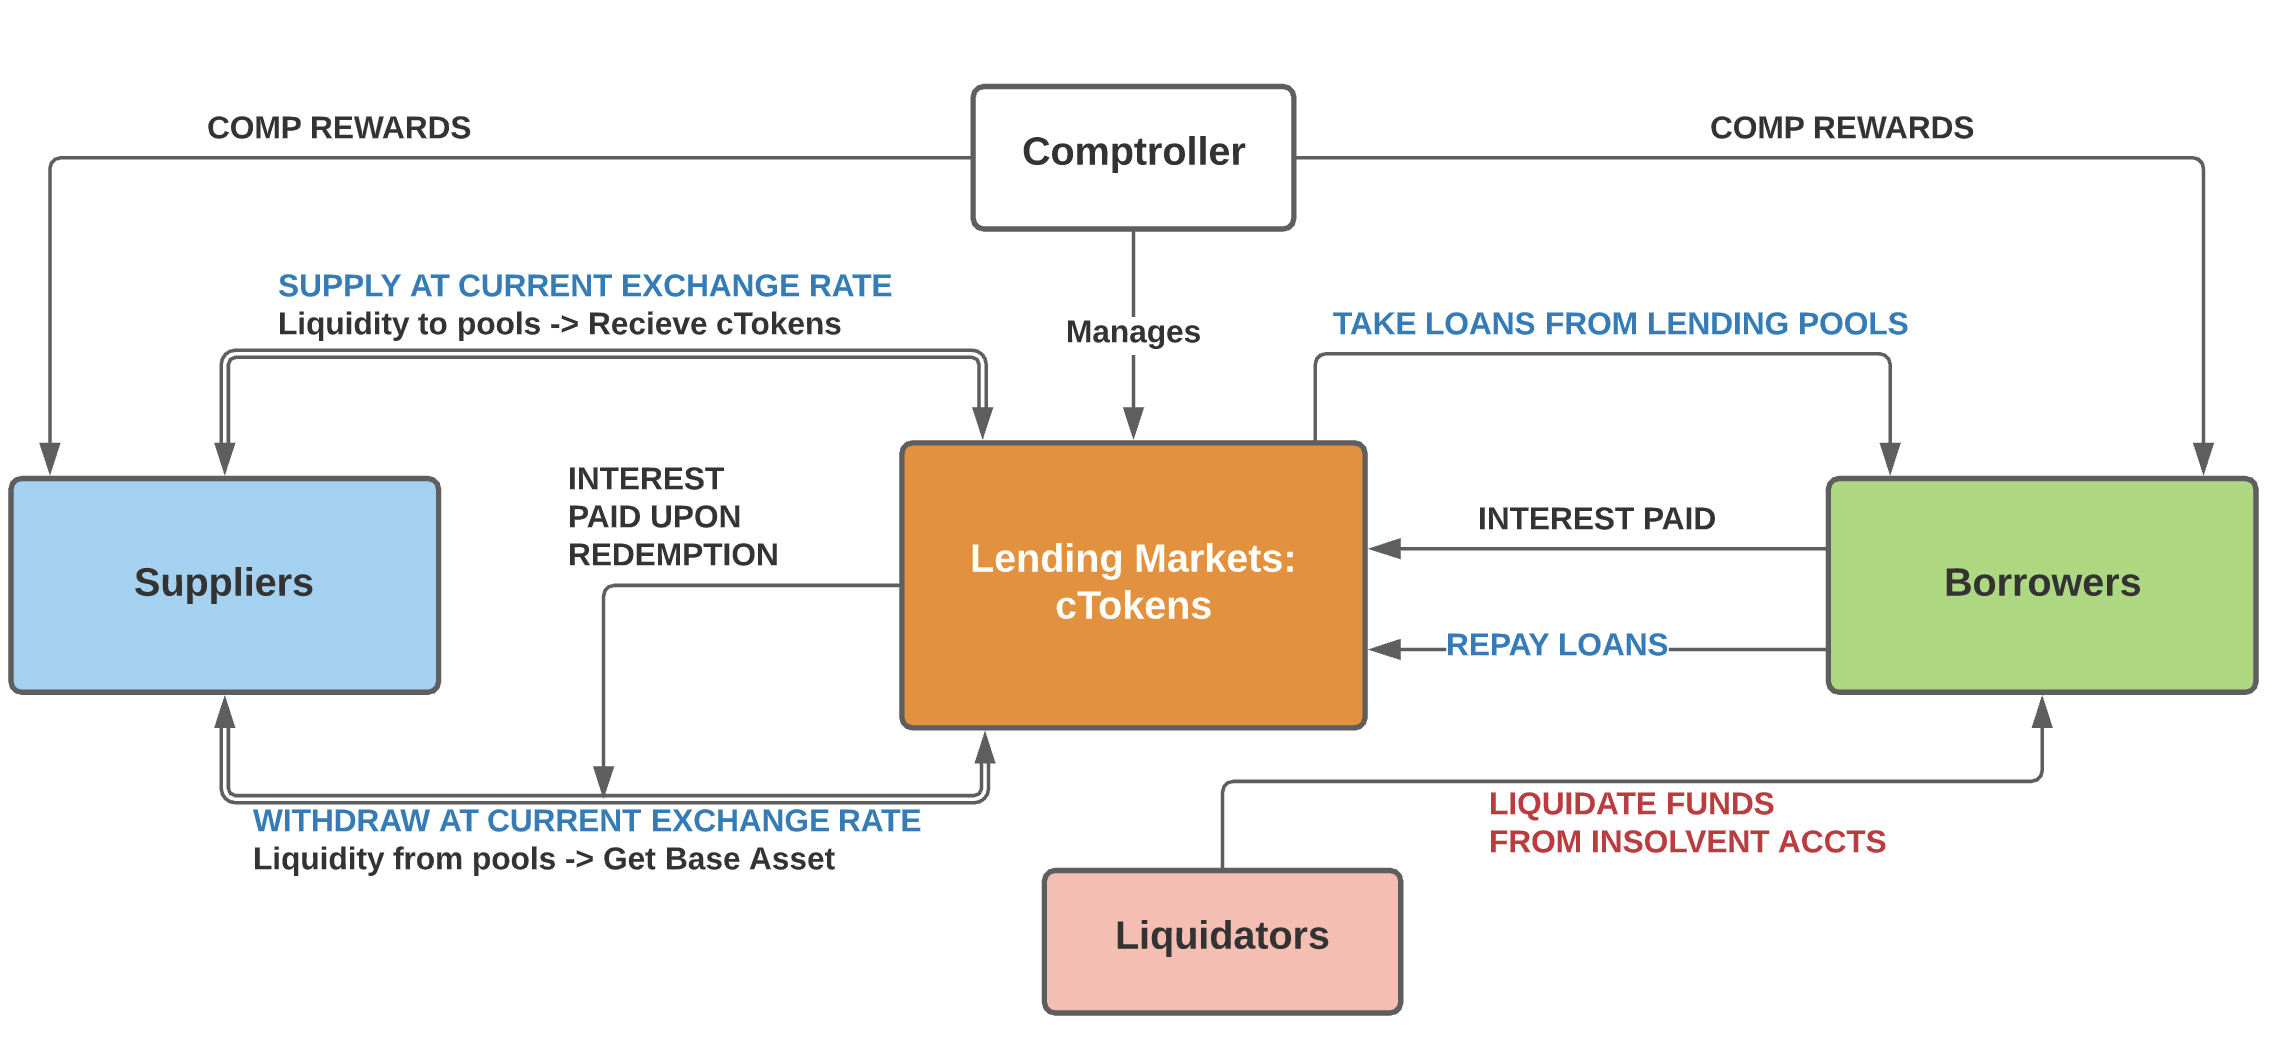 COMP REWARDS
Comptroller
COMP REWARDS
SUPPLY AT CURRENT EXCHANGE RATE
Liquidity to pools -> Recieve cTokens
Manages
TAKE LOANS FROM LENDING POOLS
INTEREST
PAID UPON
REDEMPTION
Suppliers
Lending Markets:
cTokens
INTEREST PAID
Borrowers
REPAY LOANS
WITHDRAW AT CURRENT EXCHANGE RATE
Liquidity from pools -> Get Base Asset
LIQUIDATE FUNDS
FROM INSOLVENT ACCTS
Liquidators